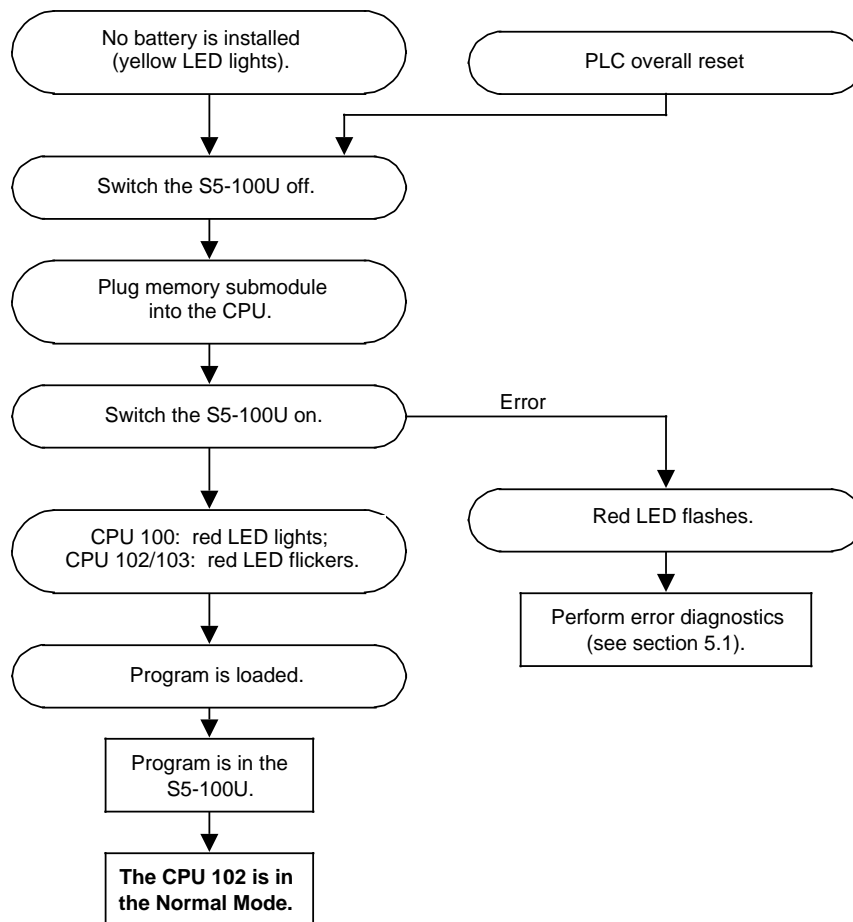 No battery is installed
(yellow LED lights).
PLC overall reset
Switch the S5-100U off.
Plug memory submodule
into the CPU.
Switch the S5-100U on.
Error
CPU 100: red LED lights;
CPU 102/103: red LED flickers.
Red LED flashes.
Perform error diagnostics
(see section 5.1).
Program is loaded.
Program is in the
S5-100U.
The CPU 102 is in
the Normal Mode.